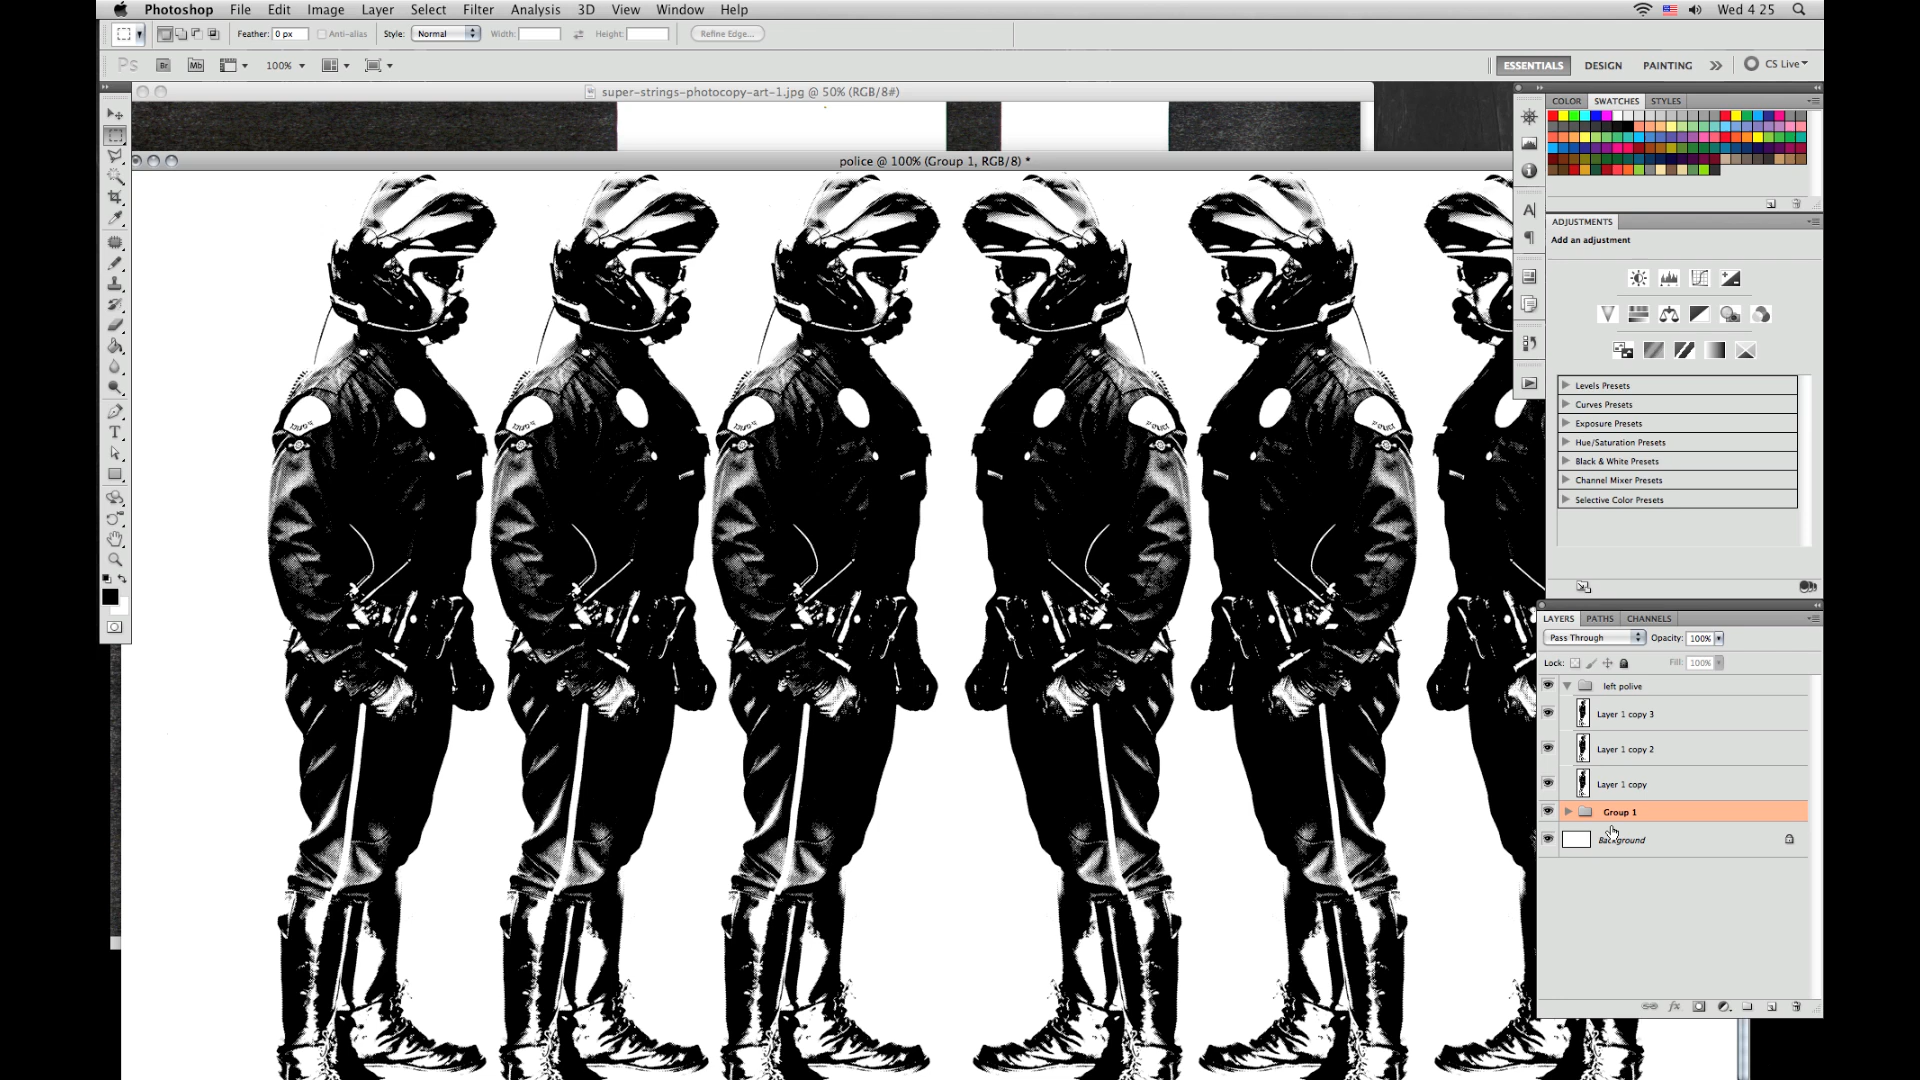 Photoshop File Edit Image Layer Select Filter Analysis 3D View Window Help Wed 4 25
Feather: 0 px Anti-alias Style: Normal Width: Height: Refine Edge...
Ps Br Mb 100% ESSENTIALS DESIGN PAINTING CS Live
super-strings-photocopy-art-1.jpg @ 50% (RGB/8#)
COLOR SWATCHES STYLES
police @ 100% (Group 1, RGB/8) *
ADJUSTMENTS
Add an adjustment
Levels Presets
Curves Presets
Exposure Presets
Hue/Saturation Presets
Black & White Presets
Channel Mixer Presets
Selective Color Presets
LAYERS PATHS CHANNELS
Pass Through Opacity: 100%
Lock: Fill: 100%
left polive
Layer 1 copy 3
Layer 1 copy 2
Layer 1 copy
Group 1
Background